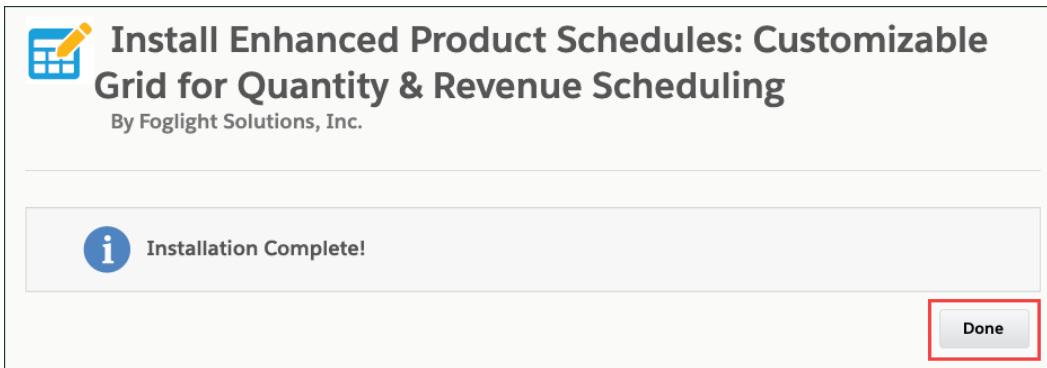 Install Enhanced Product Schedules: Customizable
Grid for Quantity & Revenue Scheduling
By Foglight Solutions, Inc.
Installation Complete!
Done